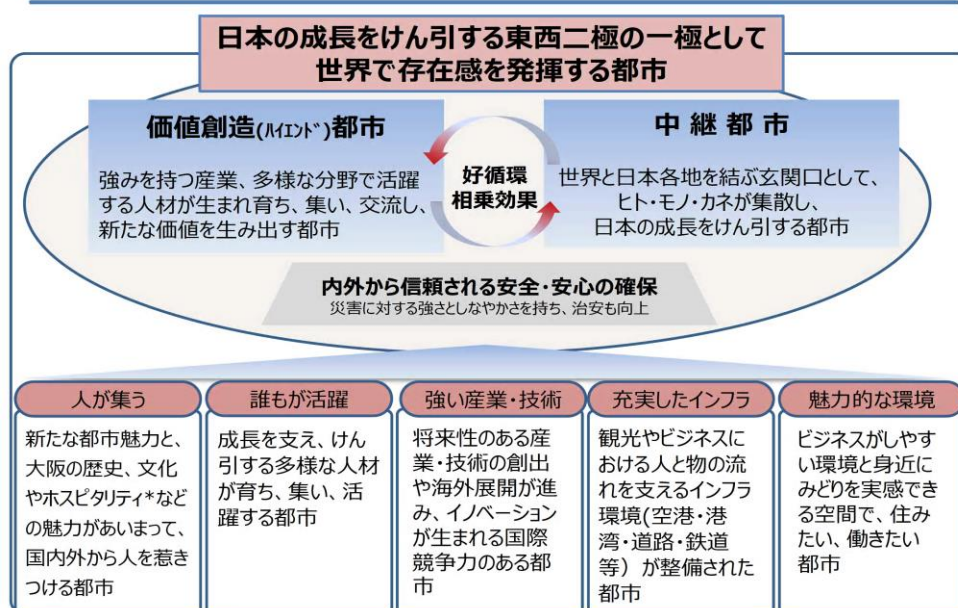 日本の成長をけん引する東西二極の一極として
世界で存在感を発揮する都市
価値創造(ﾊｲｴﾝﾄﾞ)都市
強みを持つ産業、多様な分野で活躍
する人材が生まれ育ち、集い、交流し、
新たな価値を生み出す都市
好循環
相乗効果
中 継 都 市
世界と日本各地を結ぶ玄関口として、
ヒト・モノ・カネが集散し、
日本の成長をけん引する都市
内外から信頼される安全・安心の確保
災害に対する強さとしなやかさを持ち、治安も向上
人が集う
新たな都市魅力と、
大阪の歴史、文化
やホスピタリティ*など
の魅力があいまって、
国内外から人を惹き
つける都市
誰もが活躍
成長を支え、けん
引する多様な人材
が育ち、集い、活
躍する都市
強い産業・技術
将来性のある産
業・技術の創出
や海外展開が進
み、イノベーション
が生まれる国際
競争力のある都
市
充実したインフラ
観光やビジネスに
おける人と物の流
れを支えるインフラ
環境(空港・港
湾・道路・鉄道
等）が整備された
都市
魅力的な環境
ビジネスがしやす
い環境と身近に
みどりを実感でき
る空間で、住み
たい、働きたい
都市